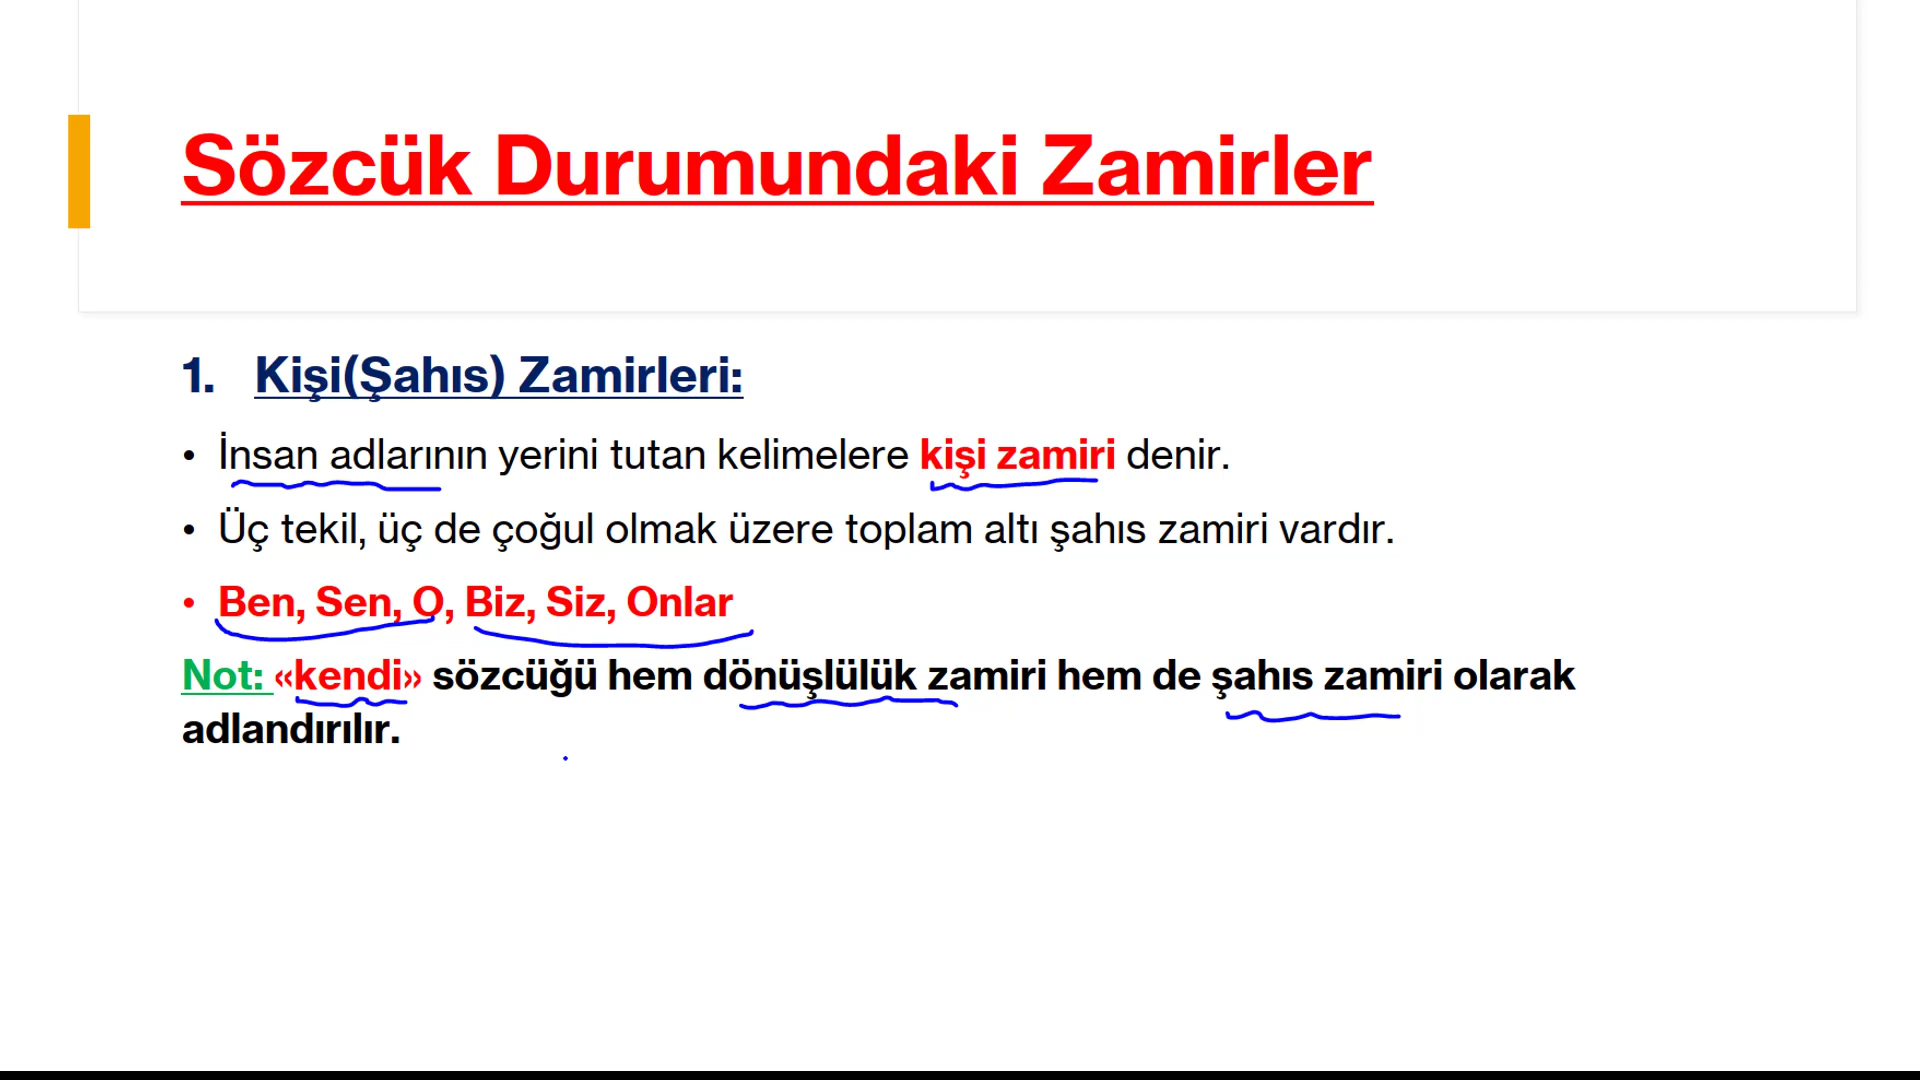 Sözcük Durumundaki Zamirler
1. Kişi(Şahıs) Zamirleri:
• İnsan adlarının yerini tutan kelimelere kişi zamiri denir.
• Üç tekil, üç de çoğul olmak üzere toplam altı şahıs zamiri vardır.
• Ben, Sen, O, Biz, Siz, Onlar
Not: «kendi» sözcüğü hem dönüşlülük zamiri hem de şahıs zamiri olarak
adlandırılır.